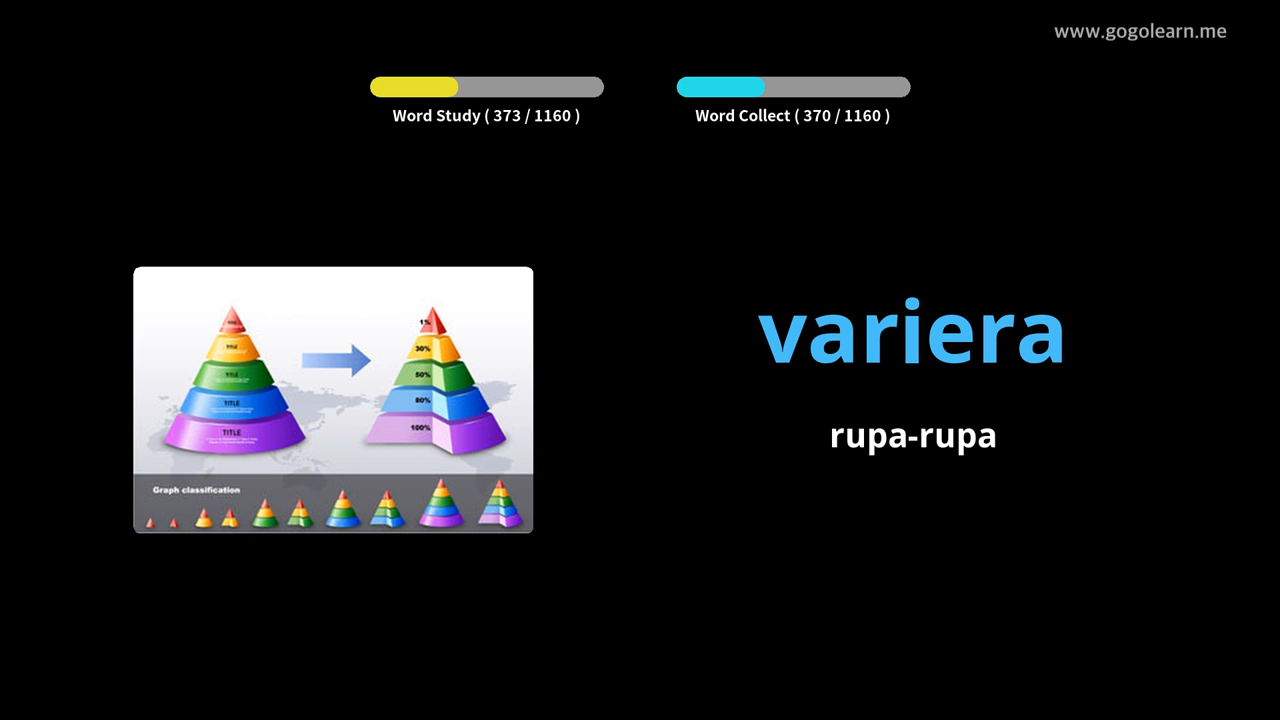 www.gogolearn.me
Word Study ( 373 / 1160 )
Word Collect ( 370 / 1160 )
TITLE
TITLE
TITLE
TITLE
1%
30%
50%
80%
100%
Graph classification
variera
rupa-rupa